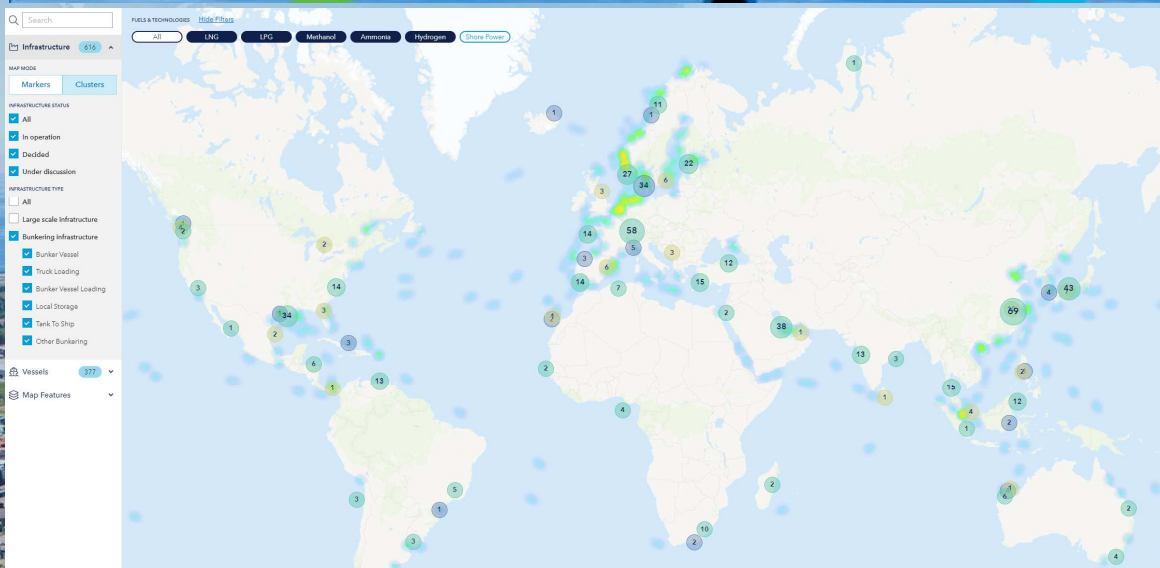 Search
FUELS & TECHNOLOGIES Hide Filters
All LNG LPG Methanol Ammonia Hydrogen Shore Power
Infrastructure 616
MAP MODE
Markers Clusters
INFRASTRUCTURE STATUS
All
In operation
Decided
Under discussion
INFRASTRUCTURE TYPE
All
Large scale infratructure
Bunkering infrastructure
Bunker Vessel
Truck Loading
Bunker Vessel Loading
Local Storage
Tank To Ship
Other Bunkering
Vessels 377
Map Features
1
11
1
1
22
27
34
6
3
2
58
14
5
2
3
3
6
12
14
7
15
3
14
43
4
34
3
69
2
2
38
1
1
3
13
3
6
2
2
15
13
1
1
12
4
4
2
1
3
5
2
6
1
2
1
10
3
2
4